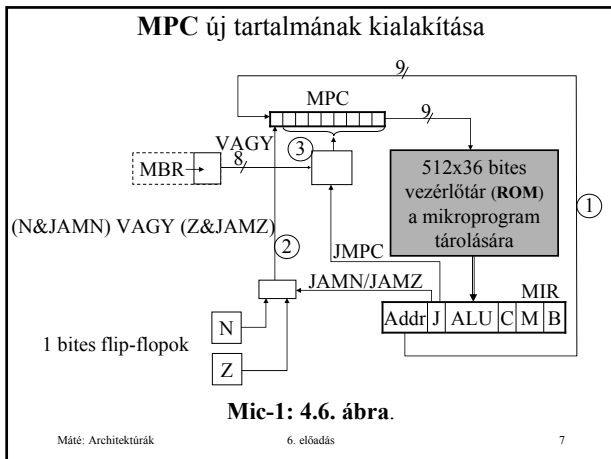 MPC új tartalmának kialakítása
9
MPC
9
VAGY
3
MBR
8
512x36 bites
vezérlőtár (ROM)
a mikroprogram
tárolására
1
(N&JAMN) VAGY (Z&JAMZ)
2
JMPC
JAMN/JAMZ
MIR
Addr J ALU C M B
N
1 bites flip-flopok
Z
Mic-1: 4.6. ábra.
Máté: Architektúrák 6. előadás 7